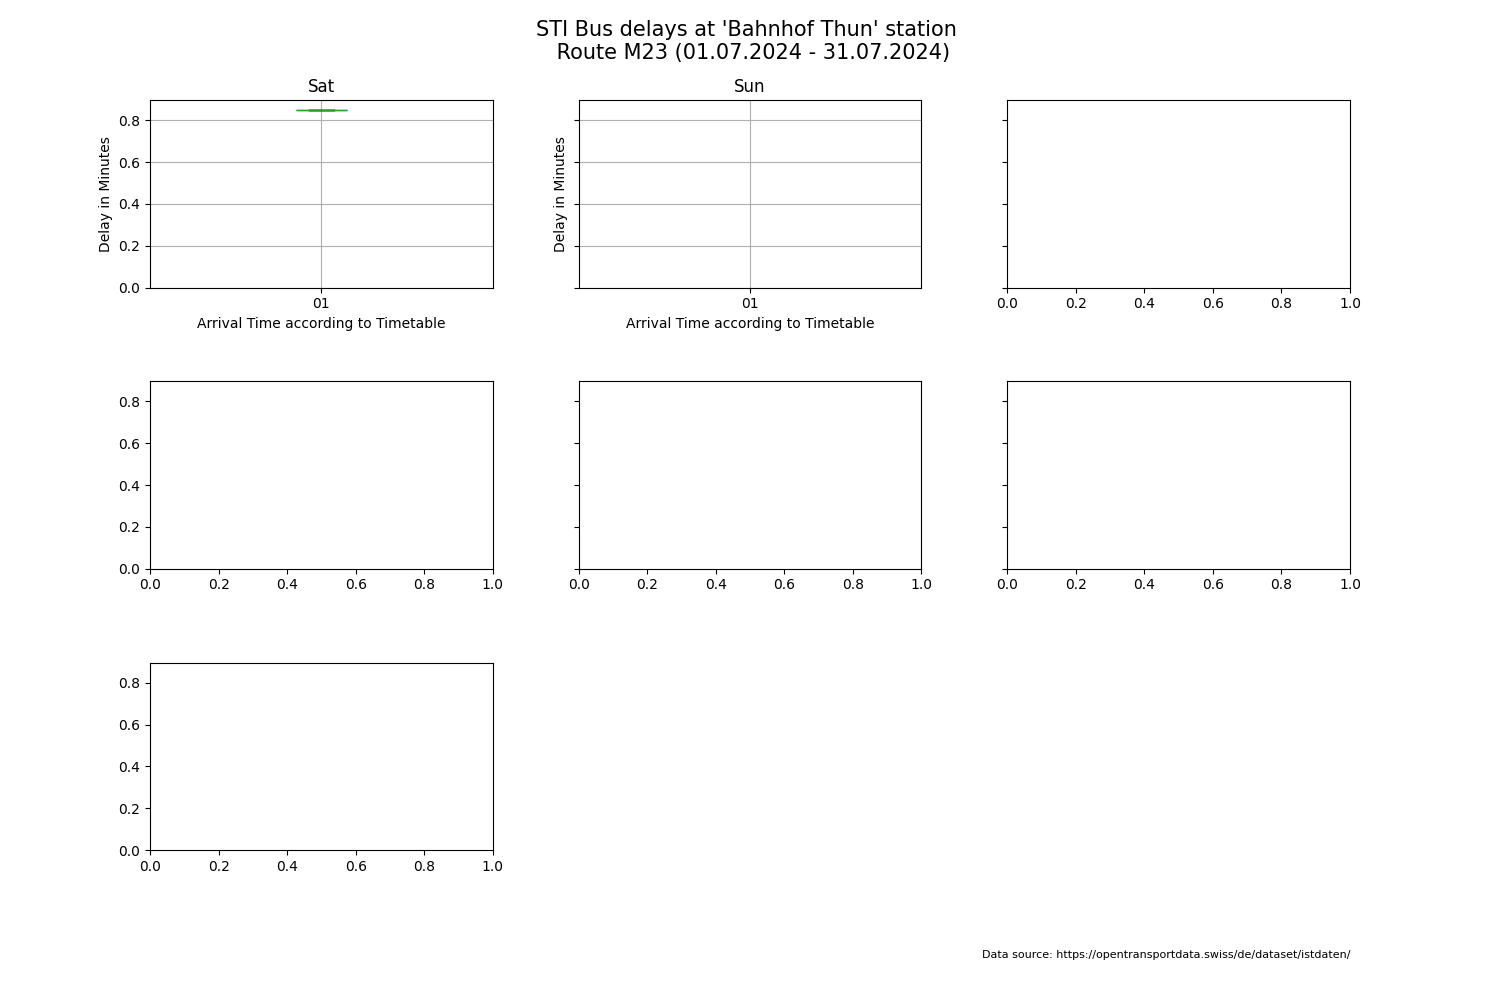 STI Bus delays at 'Bahnhof Thun' station
Route M23 (01.07.2024 - 31.07.2024)
Sat
Delay in Minutes
0.8
0.6
0.4
0.2
0.0
01
Arrival Time according to Timetable
Sun
Delay in Minutes
01
Arrival Time according to Timetable
0.0 0.2 0.4 0.6 0.8 1.0
0.8
0.6
0.4
0.2
0.0
0.0 0.2 0.4 0.6 0.8 1.0
0.0 0.2 0.4 0.6 0.8 1.0
0.0 0.2 0.4 0.6 0.8 1.0
0.8
0.6
0.4
0.2
0.0
0.0 0.2 0.4 0.6 0.8 1.0
Data source: https://opentransportdata.swiss/de/dataset/istdaten/